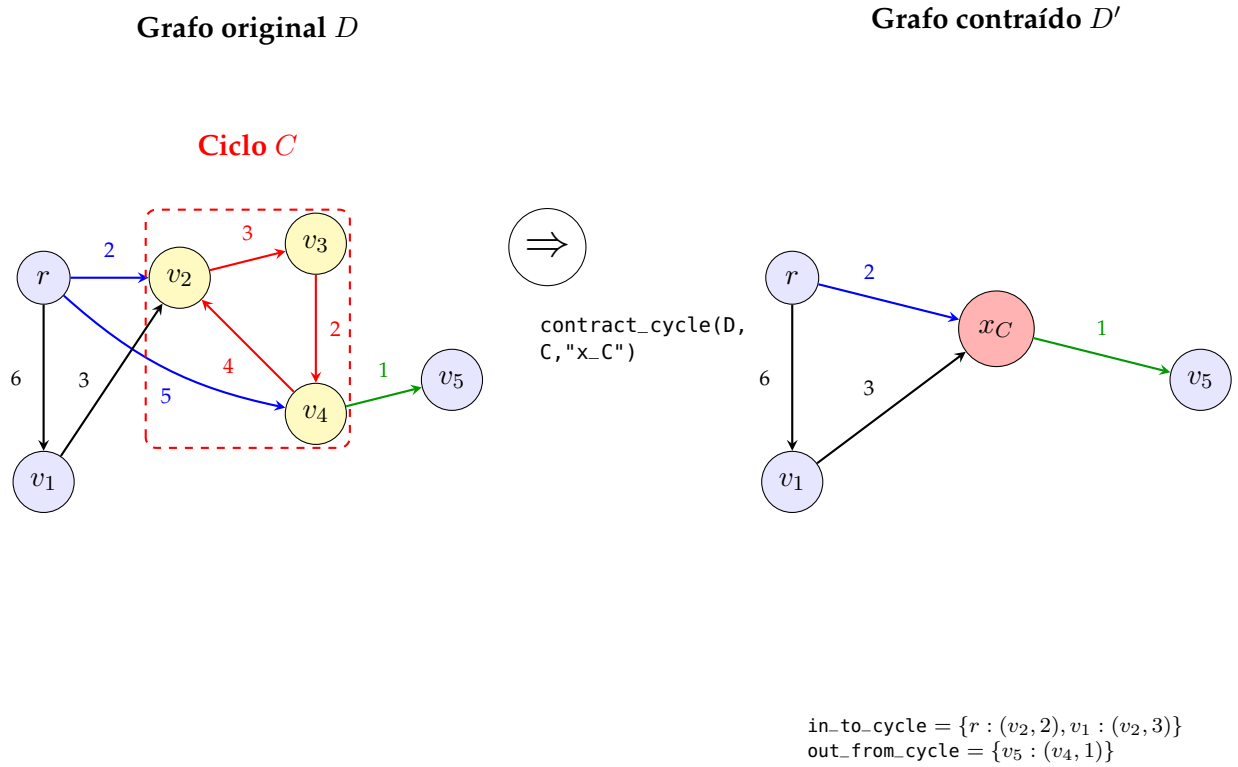 Grafo original D
Grafo contraído D′
Ciclo C
r
2
v₂
3
v₃
2
4
v₄
5
6
3
v₁
1
v₅
⇒
contract_cycle(D,
C,"x_C")
r
2
x_C
1
v₅
6
3
v₁
in_to_cycle = {r : (v₂, 2), v₁ : (v₂, 3)}
out_from_cycle = {v₅ : (v₄, 1)}